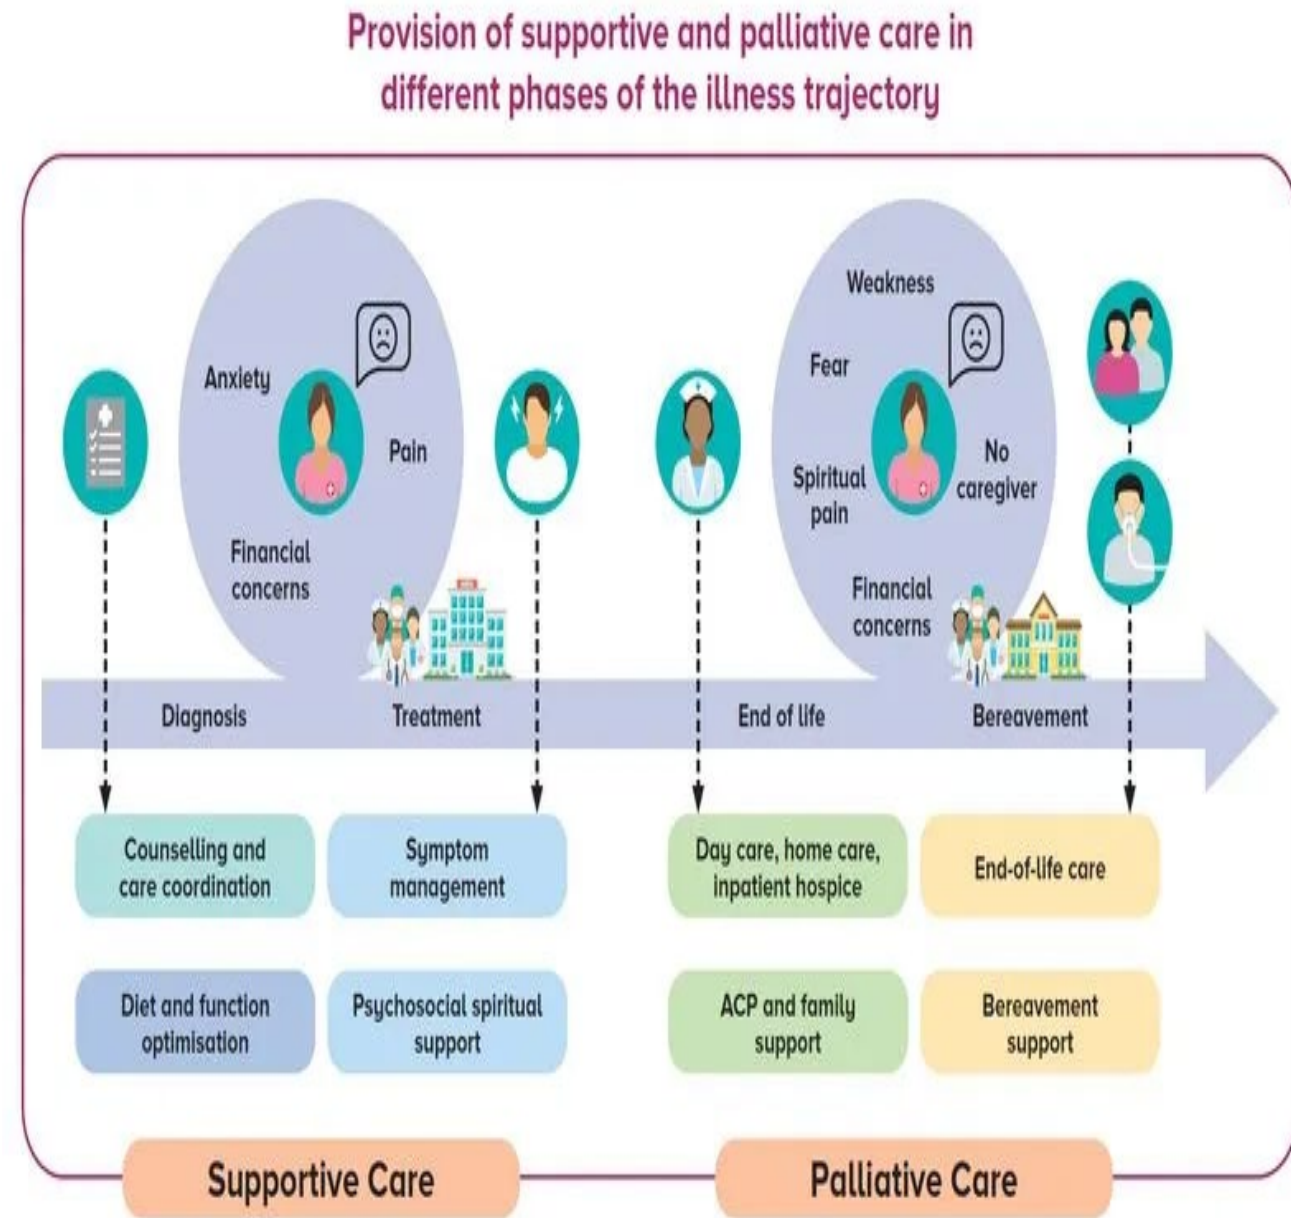 Provision of supportive and palliative care in
different phases of the illness trajectory
Anxiety
Pain
Financial
concerns
Weakness
Fear
Spiritual
pain
No
caregiver
Financial
concerns
Diagnosis
Treatment
End of life
Bereavement
Counselling and
care coordination
Symptom
management
Day care, home care,
inpatient hospice
End-of-life care
Diet and function
optimisation
Psychosocial spiritual
support
ACP and family
support
Bereavement
support
Supportive Care
Palliative Care